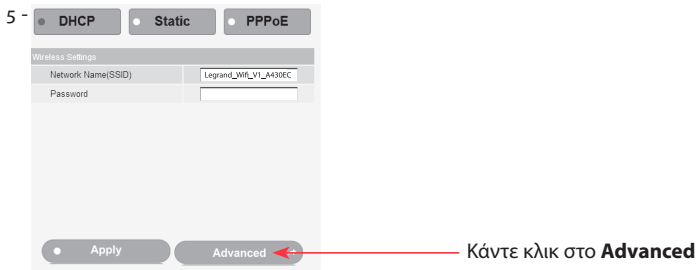 5 -
DHCP Static PPPoE
Wireless Settings
Network Name(SSID) Legrand_Wifi_V1_A430EC
Password
Apply Advanced
Κάντε κλικ στο Advanced